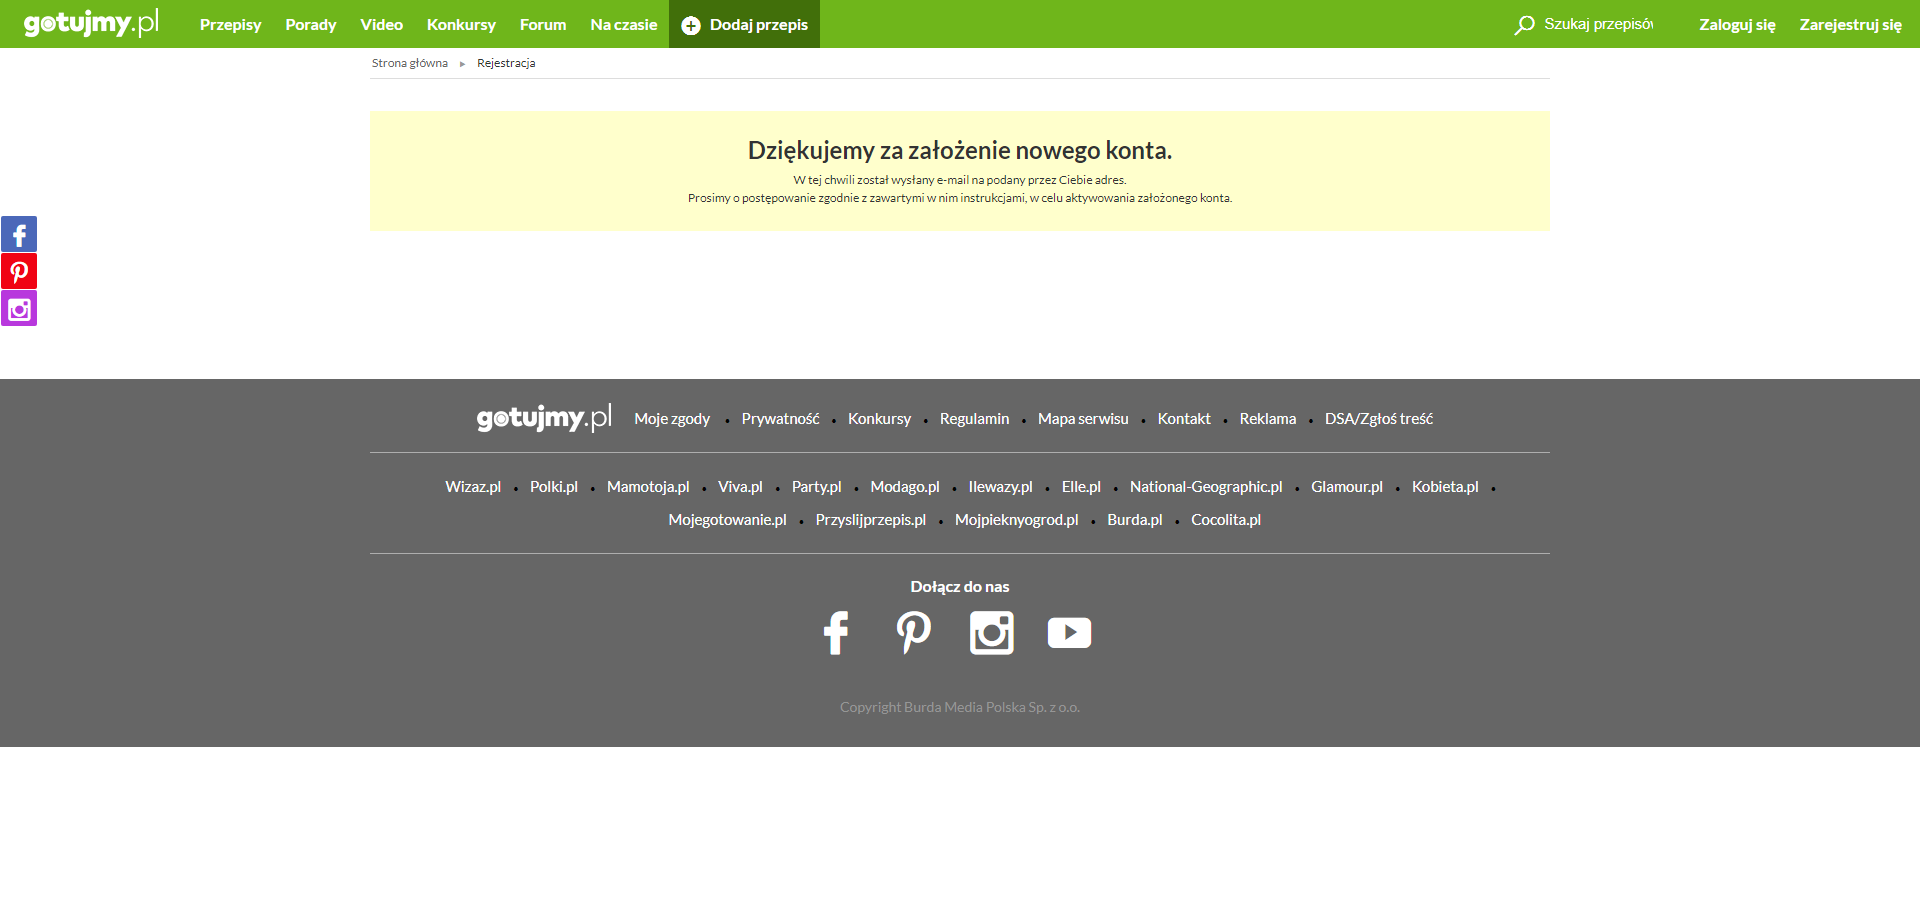 gotujmy.pl Przepisy Porady Video Konkursy Forum Na czasie Dodaj przepis Szukaj przepisów Zaloguj się Zarejestruj się
Strona główna ▸ Rejestracja
Dziękujemy za założenie nowego konta.
W tej chwili został wysłany e-mail na podany przez Ciebie adres.
Prosimy o postępowanie zgodnie z zawartymi w nim instrukcjami, w celu aktywowania założonego konta.
gotujmy.pl Moje zgody • Prywatność • Konkursy • Regulamin • Mapa serwisu • Kontakt • Reklama • DSA/Zgłoś treść
Wizaz.pl • Polki.pl • Mamotoja.pl • Viva.pl • Party.pl • Modago.pl • Ilewazy.pl • Elle.pl • National-Geographic.pl • Glamour.pl • Kobieta.pl •
Mojegotowanie.pl • Przyslijprzepis.pl • Mojpieknyogrod.pl • Burda.pl • Cocolita.pl
Dołącz do nas
Copyright Burda Media Polska Sp. z o.o.